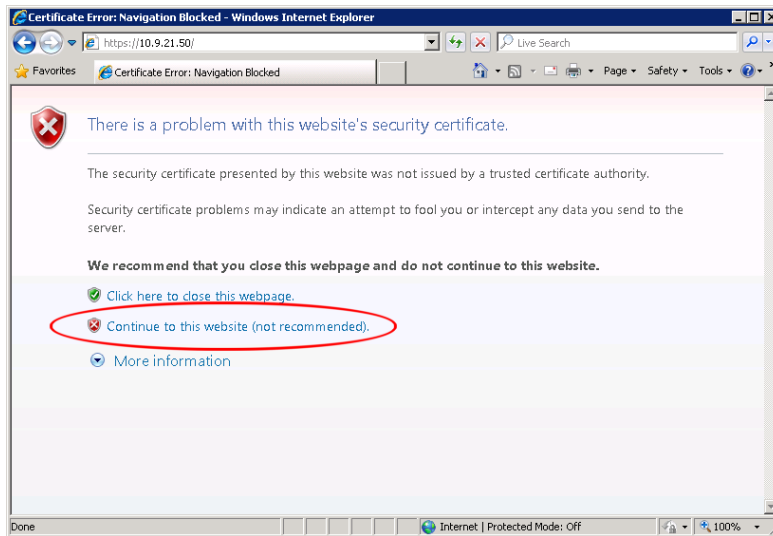 Certificate Error: Navigation Blocked - Windows Internet Explorer
https://10.9.21.50/
Live Search
Favorites
Certificate Error: Navigation Blocked
Page
Safety
Tools
There is a problem with this website's security certificate.
The security certificate presented by this website was not issued by a trusted certificate authority.
Security certificate problems may indicate an attempt to fool you or intercept any data you send to the
server.
We recommend that you close this webpage and do not continue to this website.
Click here to close this webpage.
Continue to this website (not recommended).
More information
Done
Internet | Protected Mode: Off
100%